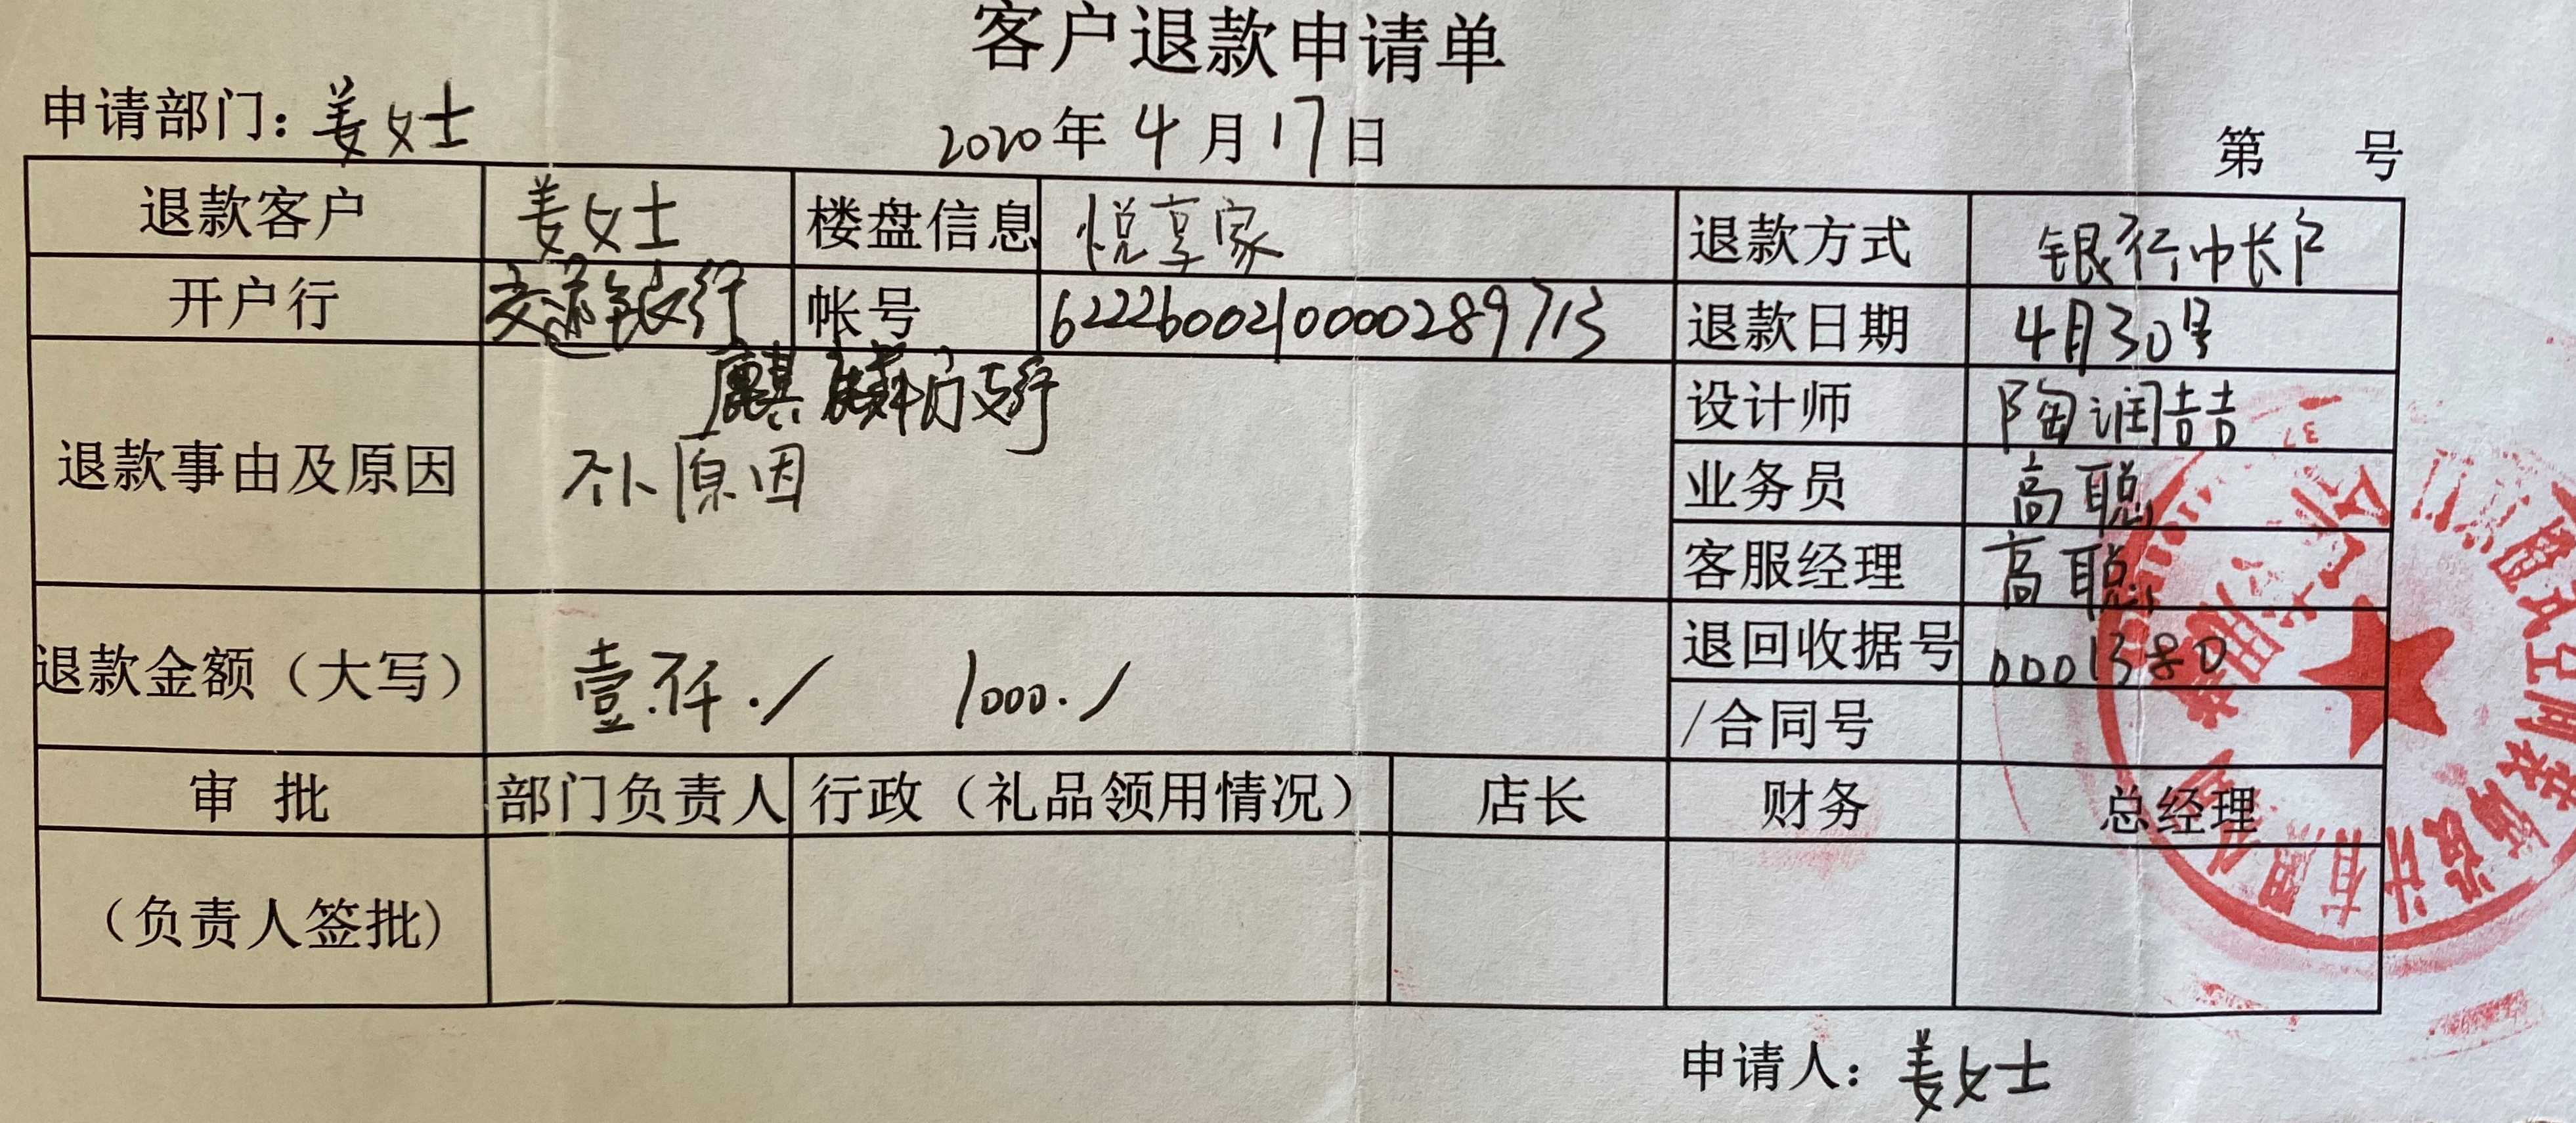 客户退款申请单
申请部门：姜女士
2020年4月17日
第 号
退款客户 姜女士 楼盘信息 悦享家 退款方式 银行中长户
开户行 交通银行 帐号 6222600210000289713 退款日期 4月30号
麒麟门支行
设计师 陶润喆
退款事由及原因 个人原因
业务员 高聪
客服经理 高聪
退款金额（大写） 壹仟./ 1000./
退回收据号 0001380
/合同号
审 批 部门负责人 行政（礼品领用情况） 店长 财务 总经理
（负责人签批）
申请人：姜女士